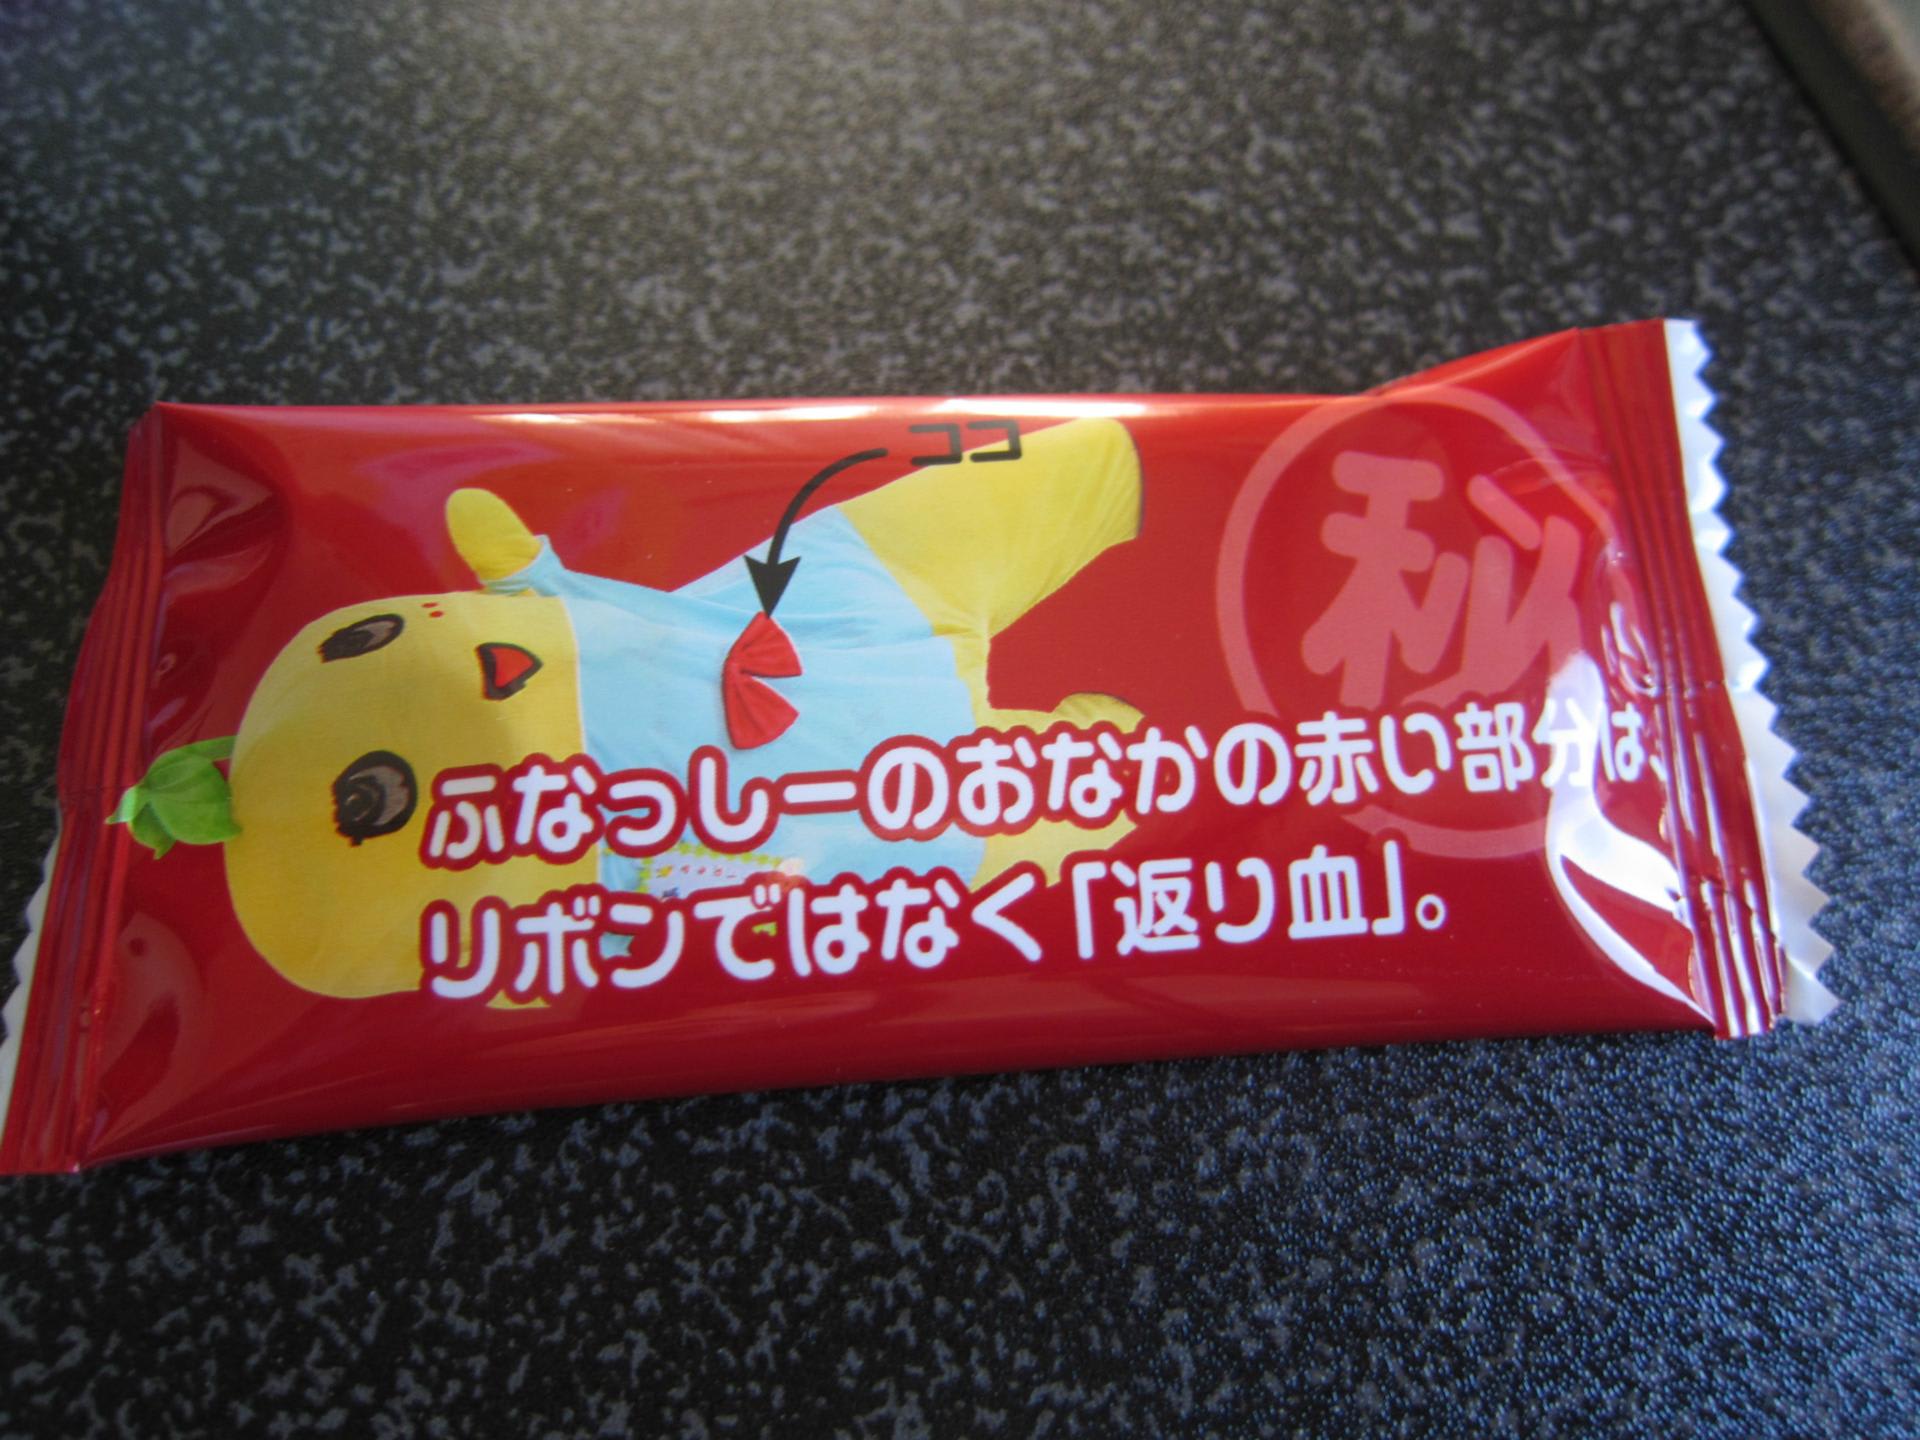 ココ
秘
ふなっしーのおなかの赤い部分は、
リボンではなく「返り血」。